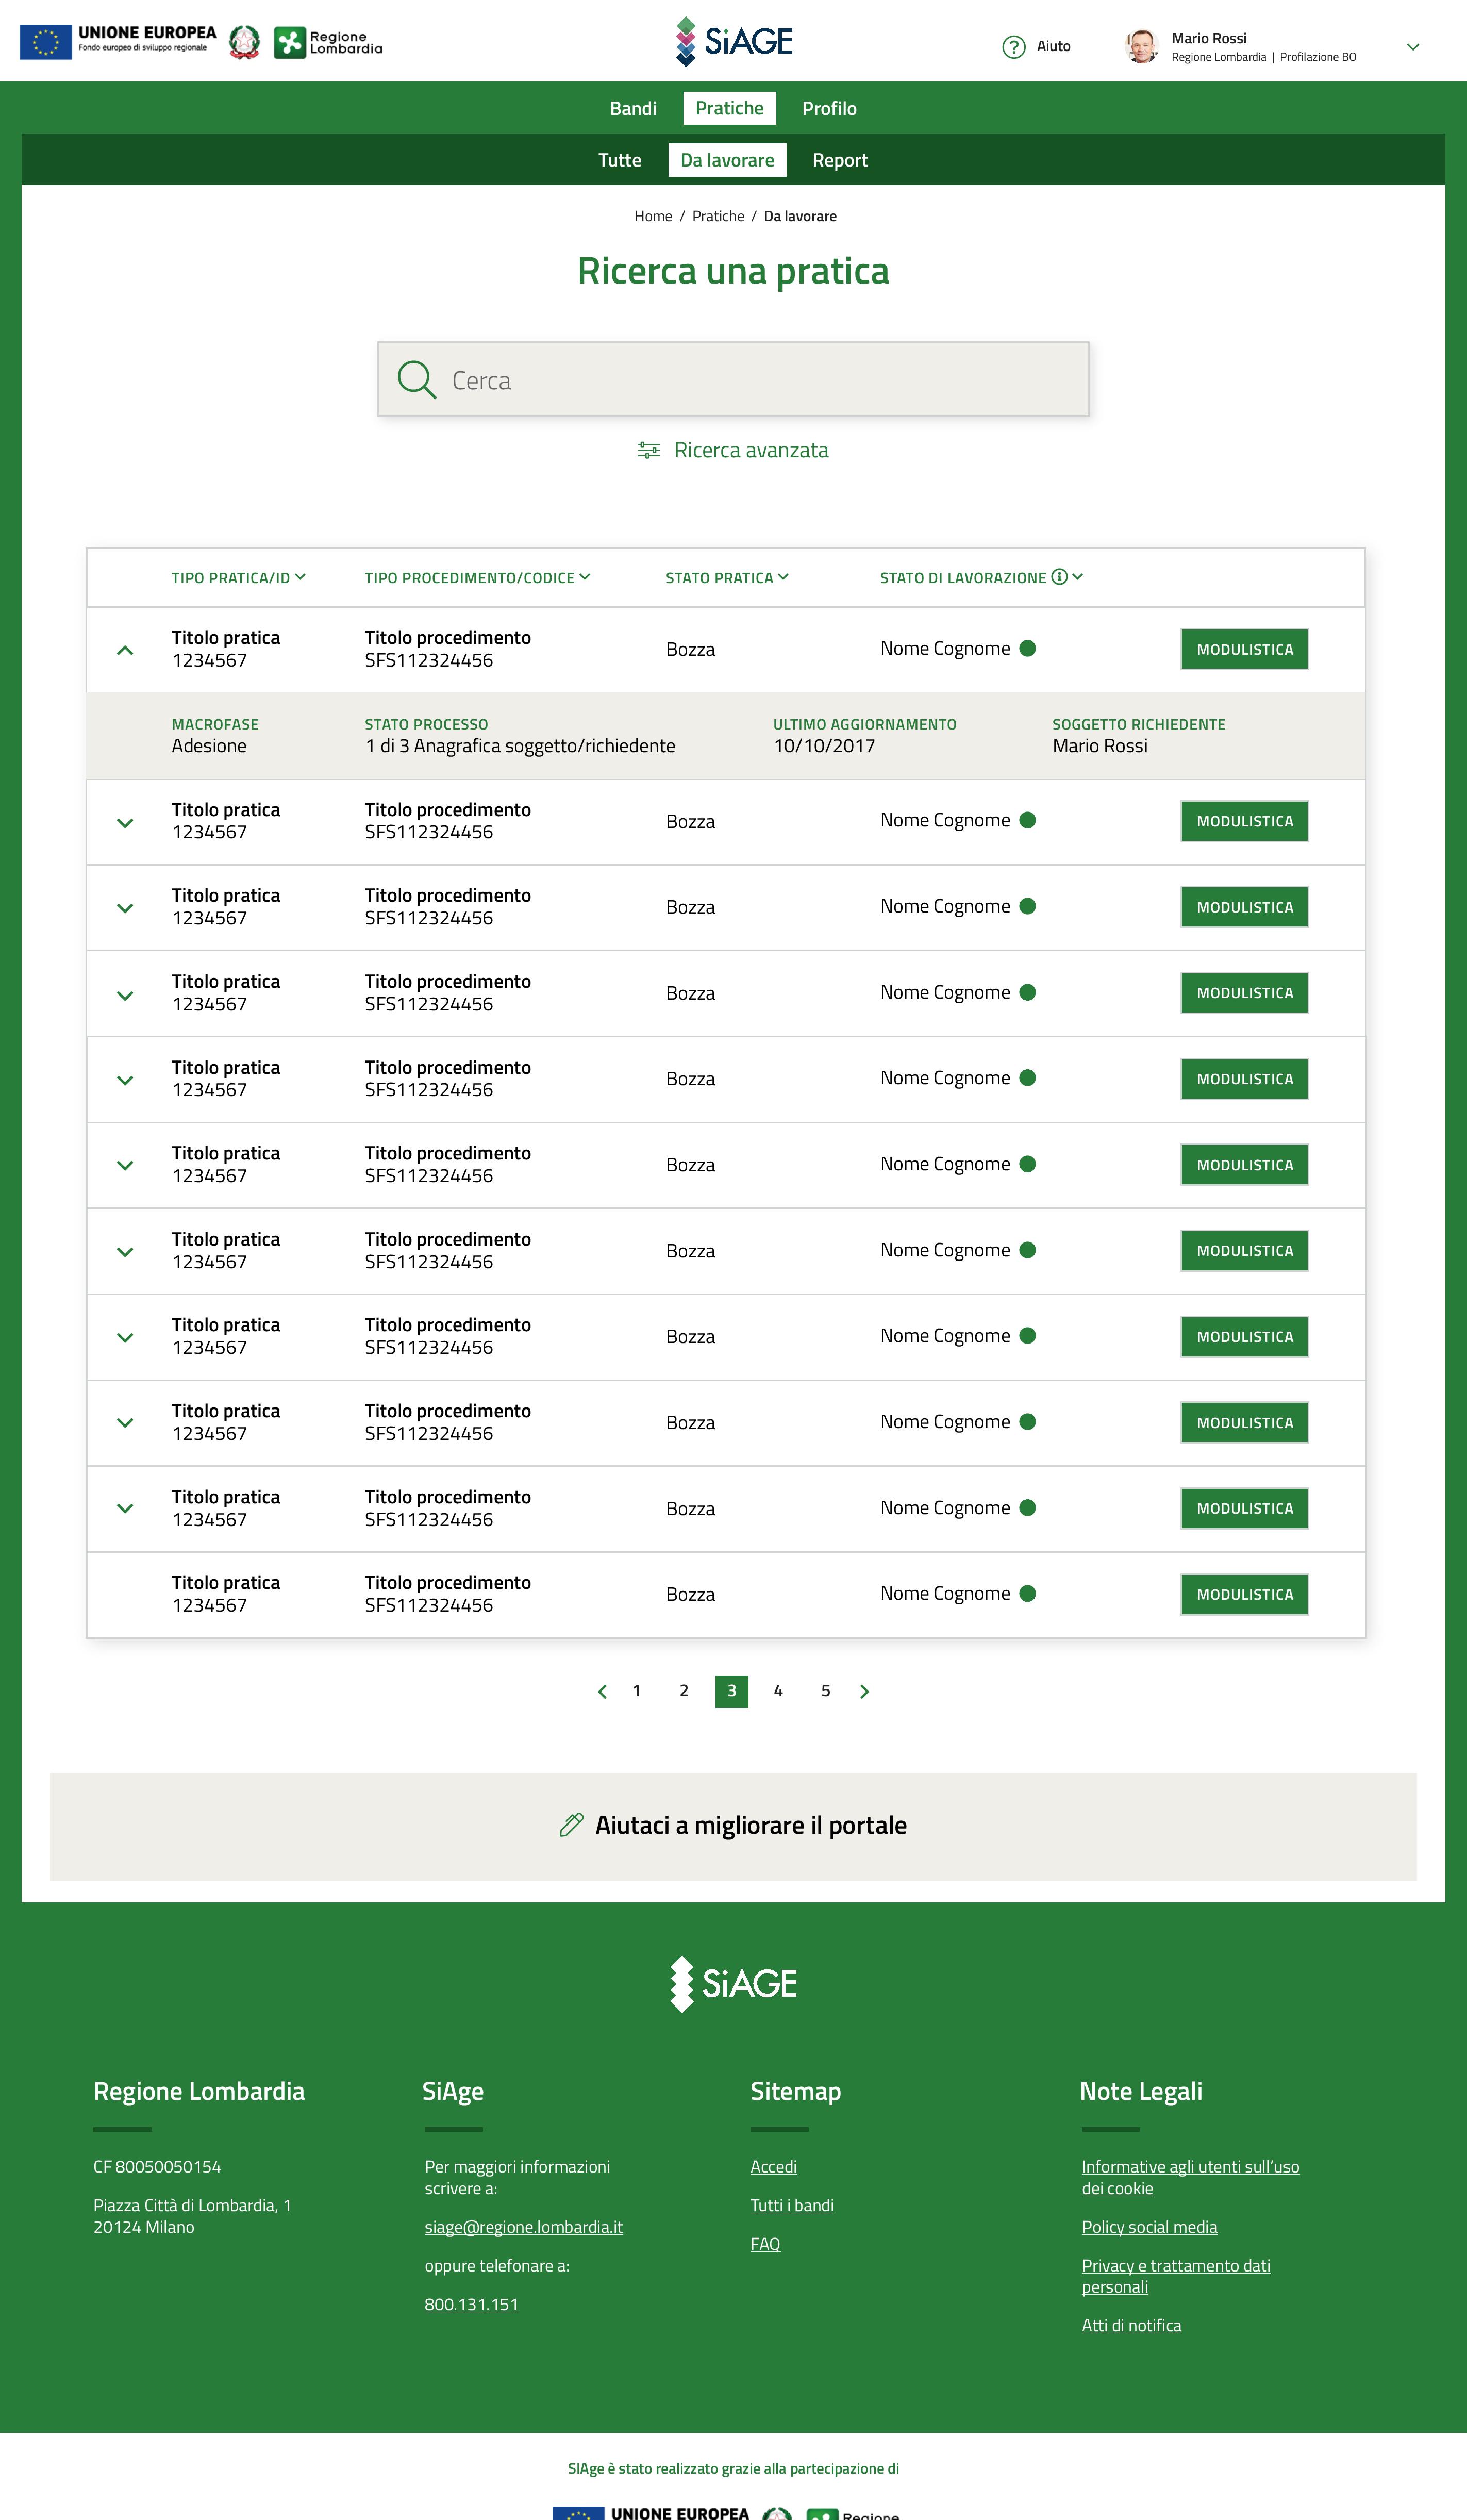 UNIONE EUROPEA
Fondo europeo di sviluppo regionale
Regione
Lombardia
SiAGE
Aiuto
Mario Rossi
Regione Lombardia | Profilazione BO
Bandi Pratiche Profilo
Tutte Da lavorare Report
Home / Pratiche / Da lavorare
Ricerca una pratica
Cerca
Ricerca avanzata
TIPO PRATICA/ID TIPO PROCEDIMENTO/CODICE STATO PRATICA STATO DI LAVORAZIONE
Titolo pratica Titolo procedimento
Bozza Nome Cognome MODULISTICA
1234567 SFS112324456
MACROFASE STATO PROCESSO ULTIMO AGGIORNAMENTO SOGGETTO RICHIEDENTE
Adesione 1 di 3 Anagrafica soggetto/richiedente 10/10/2017 Mario Rossi
Titolo pratica Titolo procedimento
Bozza Nome Cognome MODULISTICA
1234567 SFS112324456
Titolo pratica Titolo procedimento
Bozza Nome Cognome MODULISTICA
1234567 SFS112324456
Titolo pratica Titolo procedimento
Bozza Nome Cognome MODULISTICA
1234567 SFS112324456
Titolo pratica Titolo procedimento
Bozza Nome Cognome MODULISTICA
1234567 SFS112324456
Titolo pratica Titolo procedimento
Bozza Nome Cognome MODULISTICA
1234567 SFS112324456
Titolo pratica Titolo procedimento
Bozza Nome Cognome MODULISTICA
1234567 SFS112324456
Titolo pratica Titolo procedimento
Bozza Nome Cognome MODULISTICA
1234567 SFS112324456
Titolo pratica Titolo procedimento
Bozza Nome Cognome MODULISTICA
1234567 SFS112324456
Titolo pratica Titolo procedimento
Bozza Nome Cognome MODULISTICA
1234567 SFS112324456
Titolo pratica Titolo procedimento
Bozza Nome Cognome MODULISTICA
1234567 SFS112324456
1 2 3 4 5
Aiutaci a migliorare il portale
SiAGE
Regione Lombardia
CF 80050050154
Piazza Città di Lombardia, 1
20124 Milano
SiAge
Per maggiori informazioni
scrivere a:
siage@regione.lombardia.it
oppure telefonare a:
800.131.151
Sitemap
Accedi
Tutti i bandi
FAQ
Note Legali
Informative agli utenti sull’uso
dei cookie
Policy social media
Privacy e trattamento dati
personali
Atti di notifica
SIAge è stato realizzato grazie alla partecipazione di
UNIONE EUROPEA
Regione